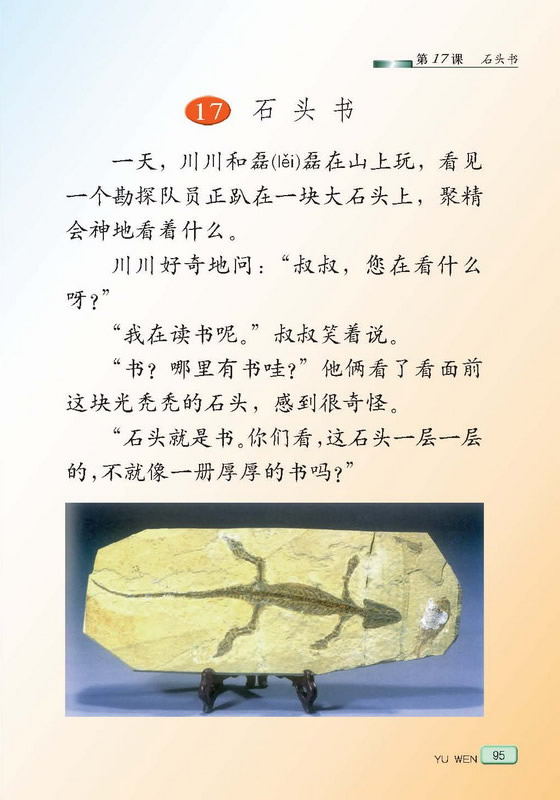 第17课 石头书
17 石头书
一天，川川和磊(lěi)磊在山上玩，看见
一个勘探队员正趴在一块大石头上，聚精
会神地看着什么。
川川好奇地问：“叔叔，您在看什么
呀？”
“我在读书呢。”叔叔笑着说。
“书？哪里有书哇？”他俩看了看面前
这块光秃秃的石头，感到很奇怪。
“石头就是书。你们看，这石头一层一层
的，不就像一册厚厚的书吗？”
YU WEN 95